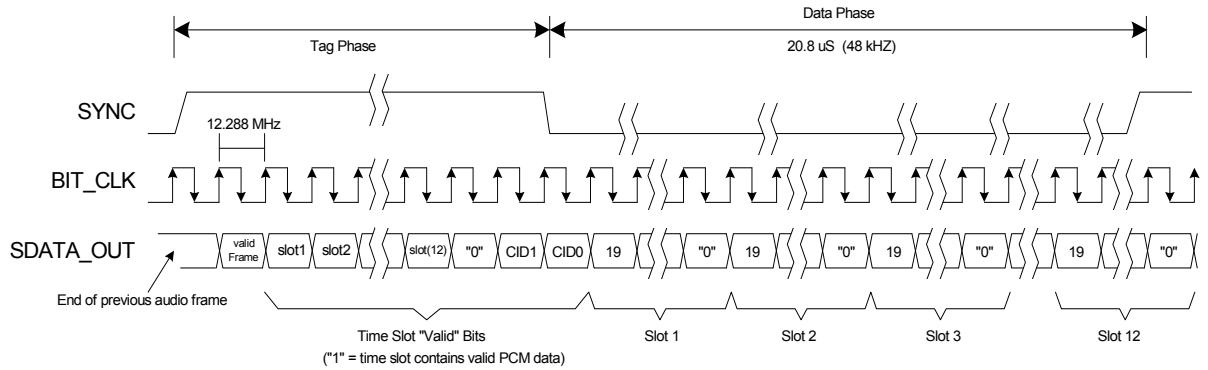 Tag Phase
Data Phase
20.8 uS (48 kHZ)
SYNC
12.288 MHz
BIT_CLK
SDATA_OUT
valid
Frame
slot1
slot2
slot(12)
"0"
CID1
CID0
19
"0"
19
"0"
19
"0"
19
"0"
End of previous audio frame
Time Slot "Valid" Bits
("1" = time slot contains valid PCM data)
Slot 1
Slot 2
Slot 3
Slot 12